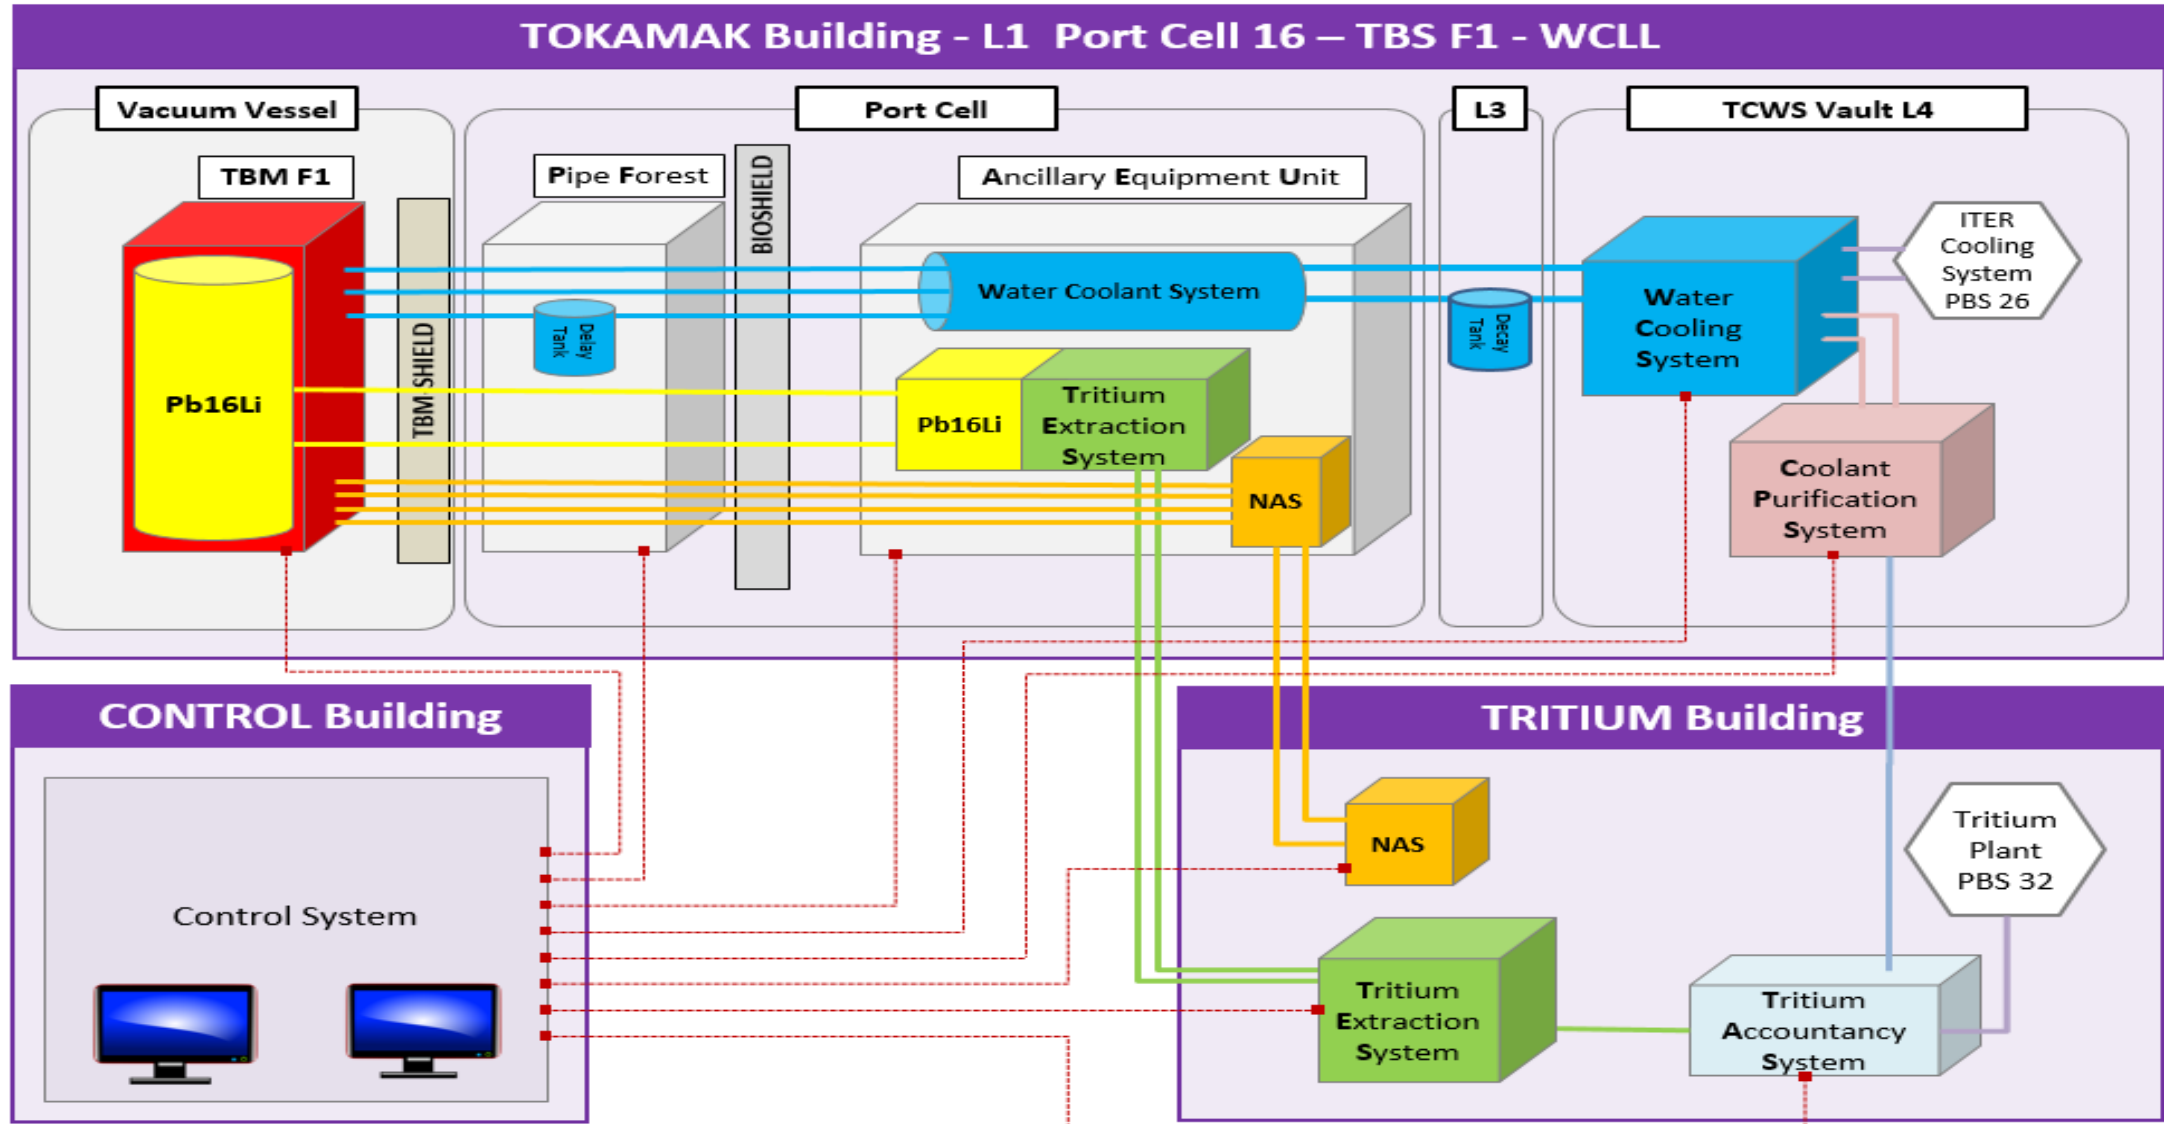 TOKAMAK Building - L1 Port Cell 16 – TBS F1 - WCLL
Vacuum Vessel
Port Cell
L3
TCWS Vault L4
TBM F1
Pipe Forest
BIOSHIELD
Ancillary Equipment Unit
TBM-SHIELD
Pb16Li
Delay
Tank
Water Coolant System
Pb16Li
Tritium
Extraction
System
NAS
Decay
Tank
Water
Cooling
System
ITER
Cooling
System
PBS 26
Coolant
Purification
System
CONTROL Building
Control System
TRITIUM Building
NAS
Tritium
Extraction
System
Tritium
Accountancy
System
Tritium
Plant
PBS 32